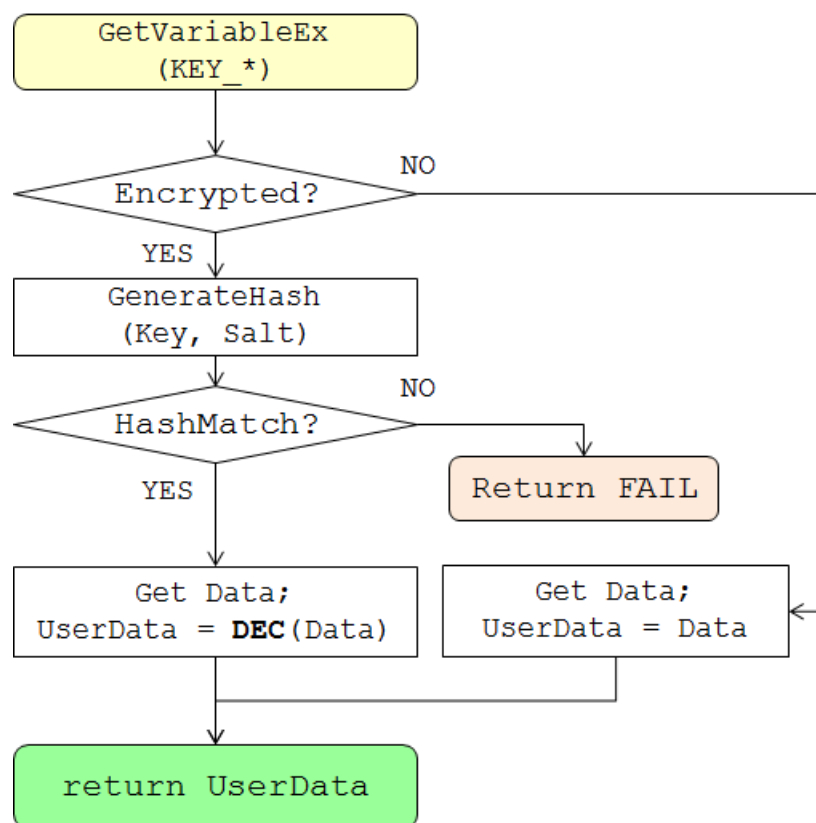 GetVariableEx
(KEY_*)
NO
Encrypted?
YES
GenerateHash
(Key, Salt)
NO
HashMatch?
YES
Return FAIL
Get Data;
UserData = DEC(Data)
Get Data;
UserData = Data
return UserData